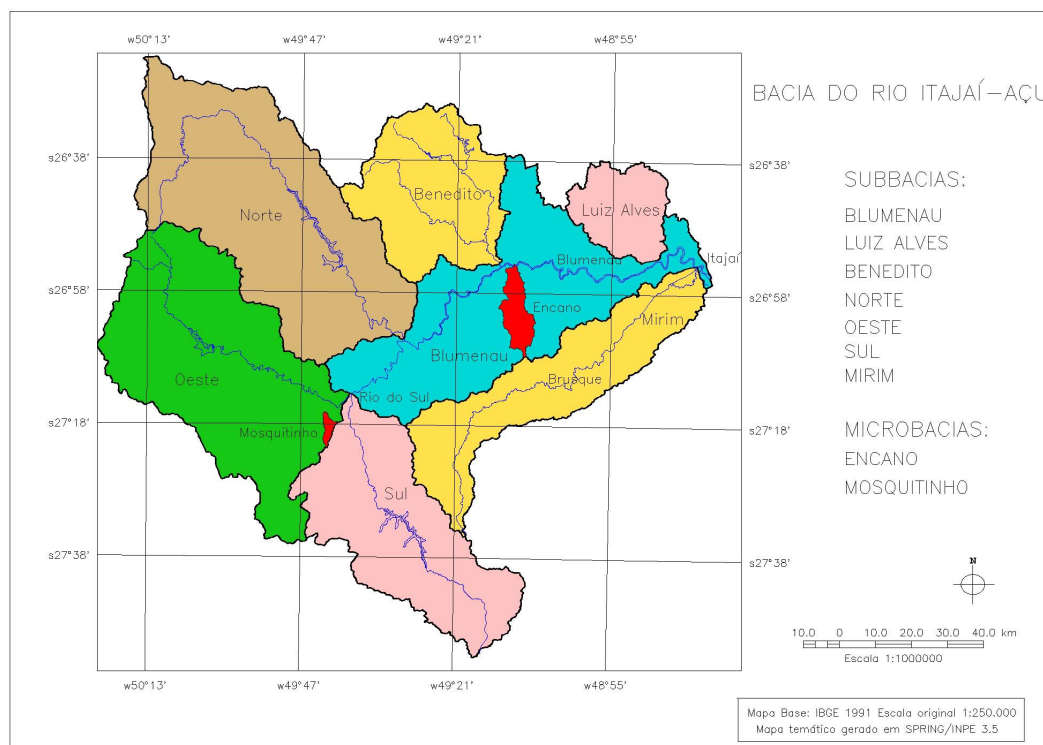 w50°13' w49°47' w49°21' w48°55'
BACIA DO RIO ITAJAÍ-AÇU
s26°38' s26°38'
SUBBACIAS:
BLUMENAU
LUIZ ALVES
BENEDITO
NORTE
OESTE
SUL
MIRIM
MICROBACIAS:
ENCANO
MOSQUITINHO
Benedito
Norte
Luiz Alves
Blumenau
Itajaí
s26°58' s26°58'
Encano
Mirim
Blumenau
Oeste
Brusque
Rio do Sul
s27°18' s27°18'
Mosquitinho
Sul
s27°38' s27°38'
N
10.0 0.0 10.0 20.0 30.0 40.0 km
Escala 1:1000000
w50°13' w49°47' w49°21' w48°55'
Mapa Base: IBGE 1991 Escala original 1:250.000
Mapa temático gerado em SPRING/INPE 3.5